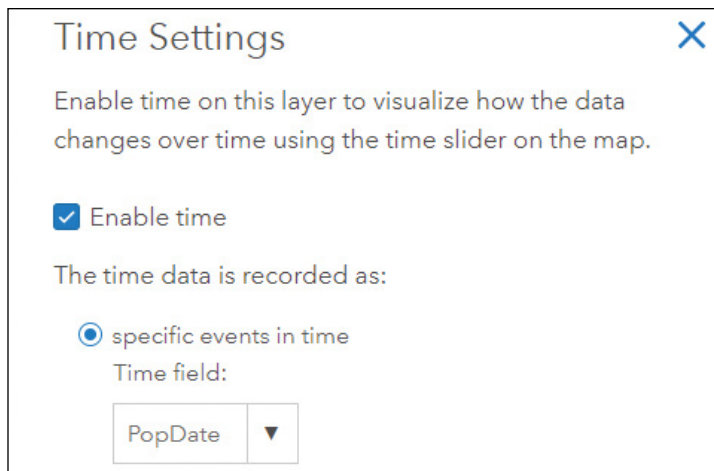 Time Settings
Enable time on this layer to visualize how the data
changes over time using the time slider on the map.
Enable time
The time data is recorded as:
specific events in time
Time field:
PopDate